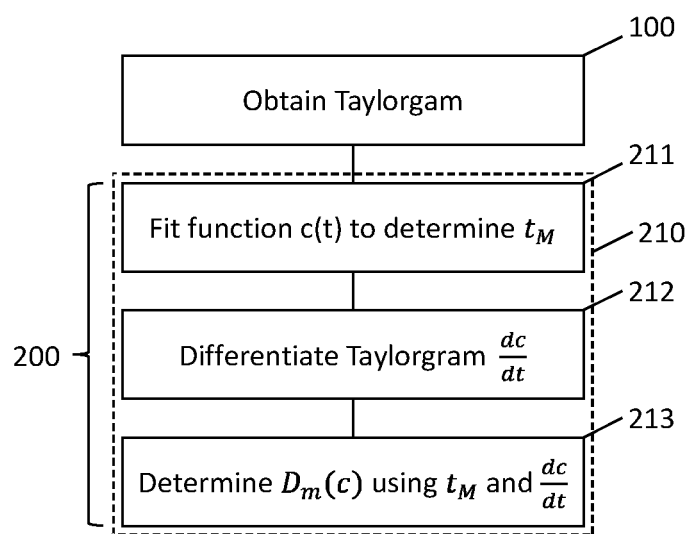 100
Obtain Taylorgam
211
Fit function c(t) to determine t_M
210
212
Differentiate Taylorgram dc/dt
200
213
Determine D_m(c) using t_M and dc/dt